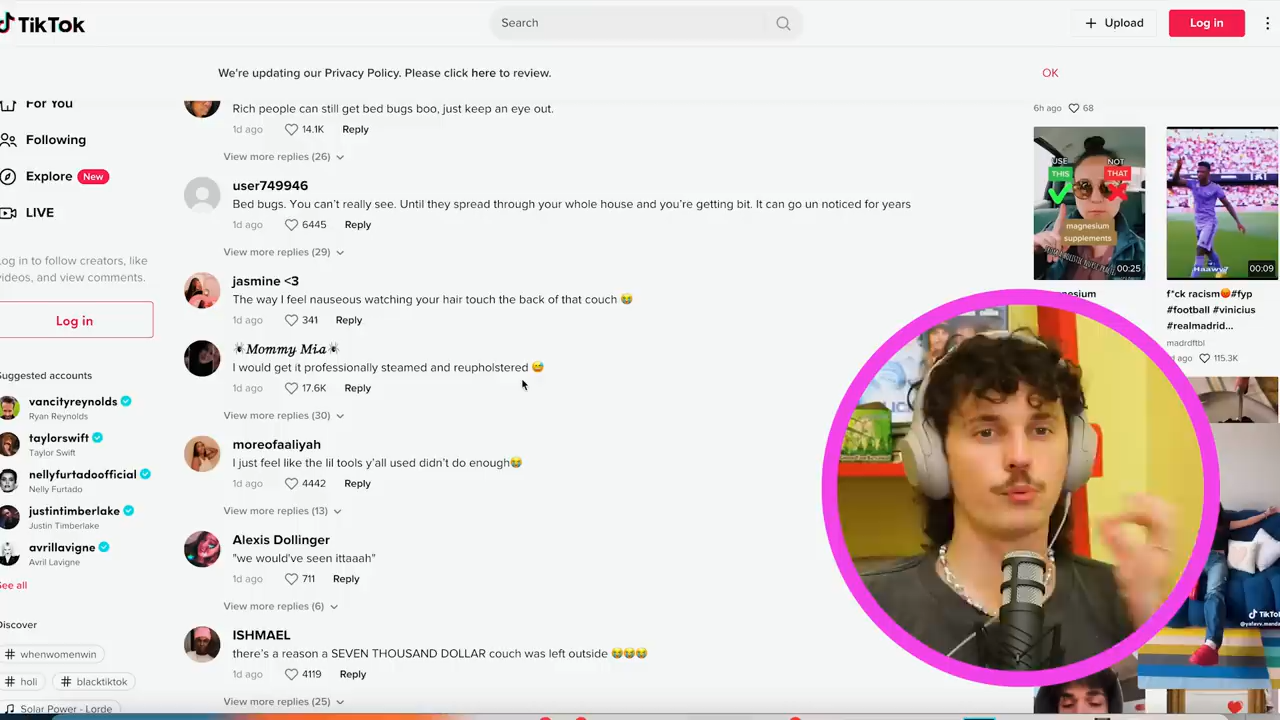 TikTok
Search
Upload
Log in
We're updating our Privacy Policy. Please click here to review.
OK
For You
Following
Explore New
LIVE
Log in to follow creators, like
videos, and view comments.
Log in
Suggested accounts
vancityreynolds
Ryan Reynolds
taylorswift
Taylor Swift
nellyfurtadoofficial
Nelly Furtado
justintimberlake
Justin Timberlake
avrillavigne
Avril Lavigne
See all
Discover
# whenwomenwin
# holi
# blacktiktok
Solar Power - Lorde
Rich people can still get bed bugs boo, just keep an eye out.
1d ago 14.1K Reply
View more replies (26)
user749946
Bed bugs. You can't really see. Until they spread through your whole house and you're getting bit. It can go un noticed for years
1d ago 6445 Reply
View more replies (29)
jasmine <3
The way I feel nauseous watching your hair touch the back of that couch 😭
1d ago 341 Reply
🕷𝑴𝒐𝒎𝒎𝒚 𝑴𝒊𝒂🕷
I would get it professionally steamed and reupholstered 😅
1d ago 17.6K Reply
View more replies (30)
moreofaaliyah
I just feel like the lil tools y'all used didn't do enough😭
1d ago 4442 Reply
View more replies (13)
Alexis Dollinger
"we would've seen ittaaah"
1d ago 711 Reply
View more replies (6)
ISHMAEL
there's a reason a SEVEN THOUSAND DOLLAR couch was left outside 😭😭😭
1d ago 4119 Reply
View more replies (25)
6h ago 68
USE
THIS
NOT
THAT
magnesium
supplements
00:25
Haawy?
00:09
f*ck racism😡#fyp
#football #vinicius
#realmadrid...
madrdftbl
ago 115.3K
TikTok